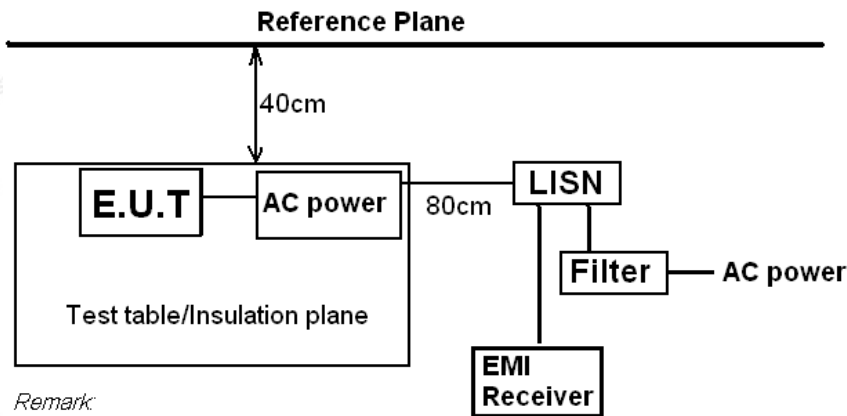 Reference Plane
40cm
E.U.T
AC power
80cm
LISN
Filter
AC power
Test table/Insulation plane
EMI
Receiver
Remark: